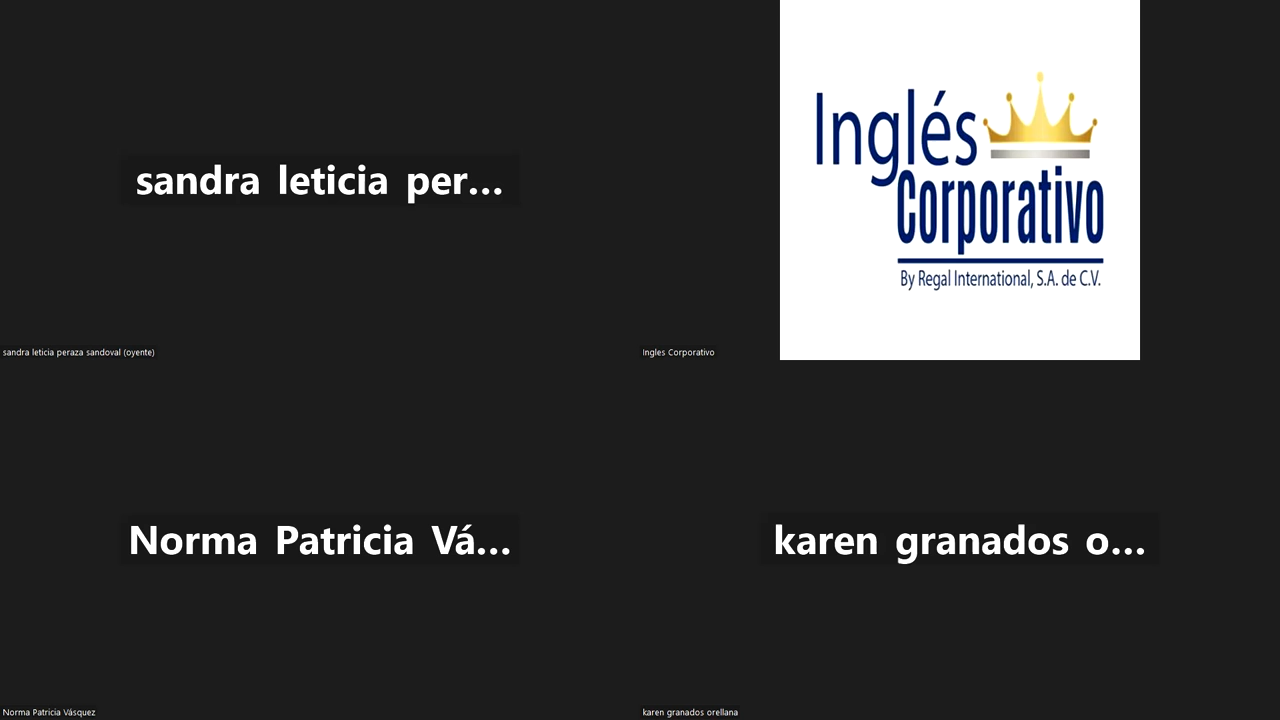 sandra leticia per...
sandra leticia peraza sandoval (oyente)
Inglés
Corporativo
By Regal International, S.A. de C.V.
Ingles Corporativo
Norma Patricia Vá...
Norma Patricia Vásquez
karen granados o...
karen granados orellana